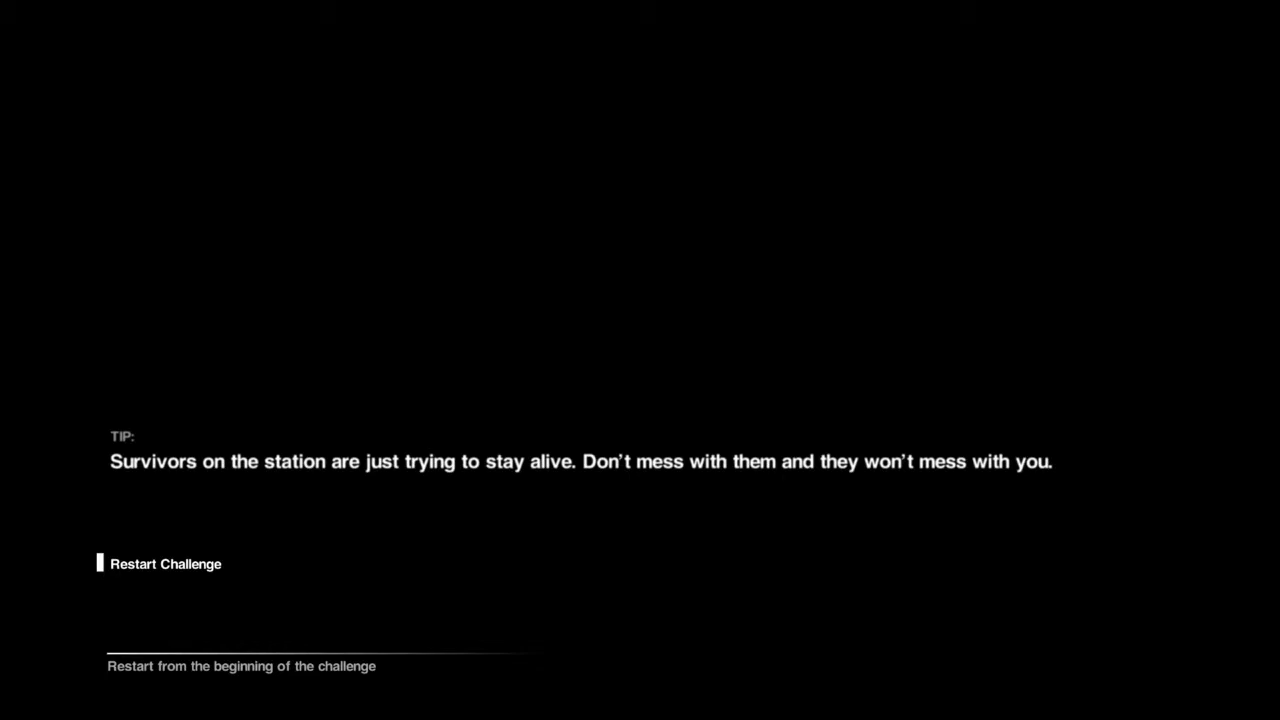 TIP:
Survivors on the station are just trying to stay alive. Don’t mess with them and they won’t mess with you.
Restart Challenge
Restart from the beginning of the challenge